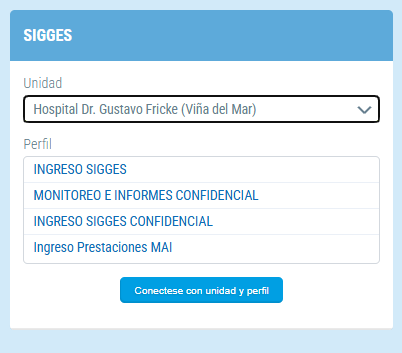 SIGGES
Unidad
Hospital Dr. Gustavo Fricke (Viña del Mar)
Perfil
INGRESO SIGGES
MONITOREO E INFORMES CONFIDENCIAL
INGRESO SIGGES CONFIDENCIAL
Ingreso Prestaciones MAI
Conectese con unidad y perfil